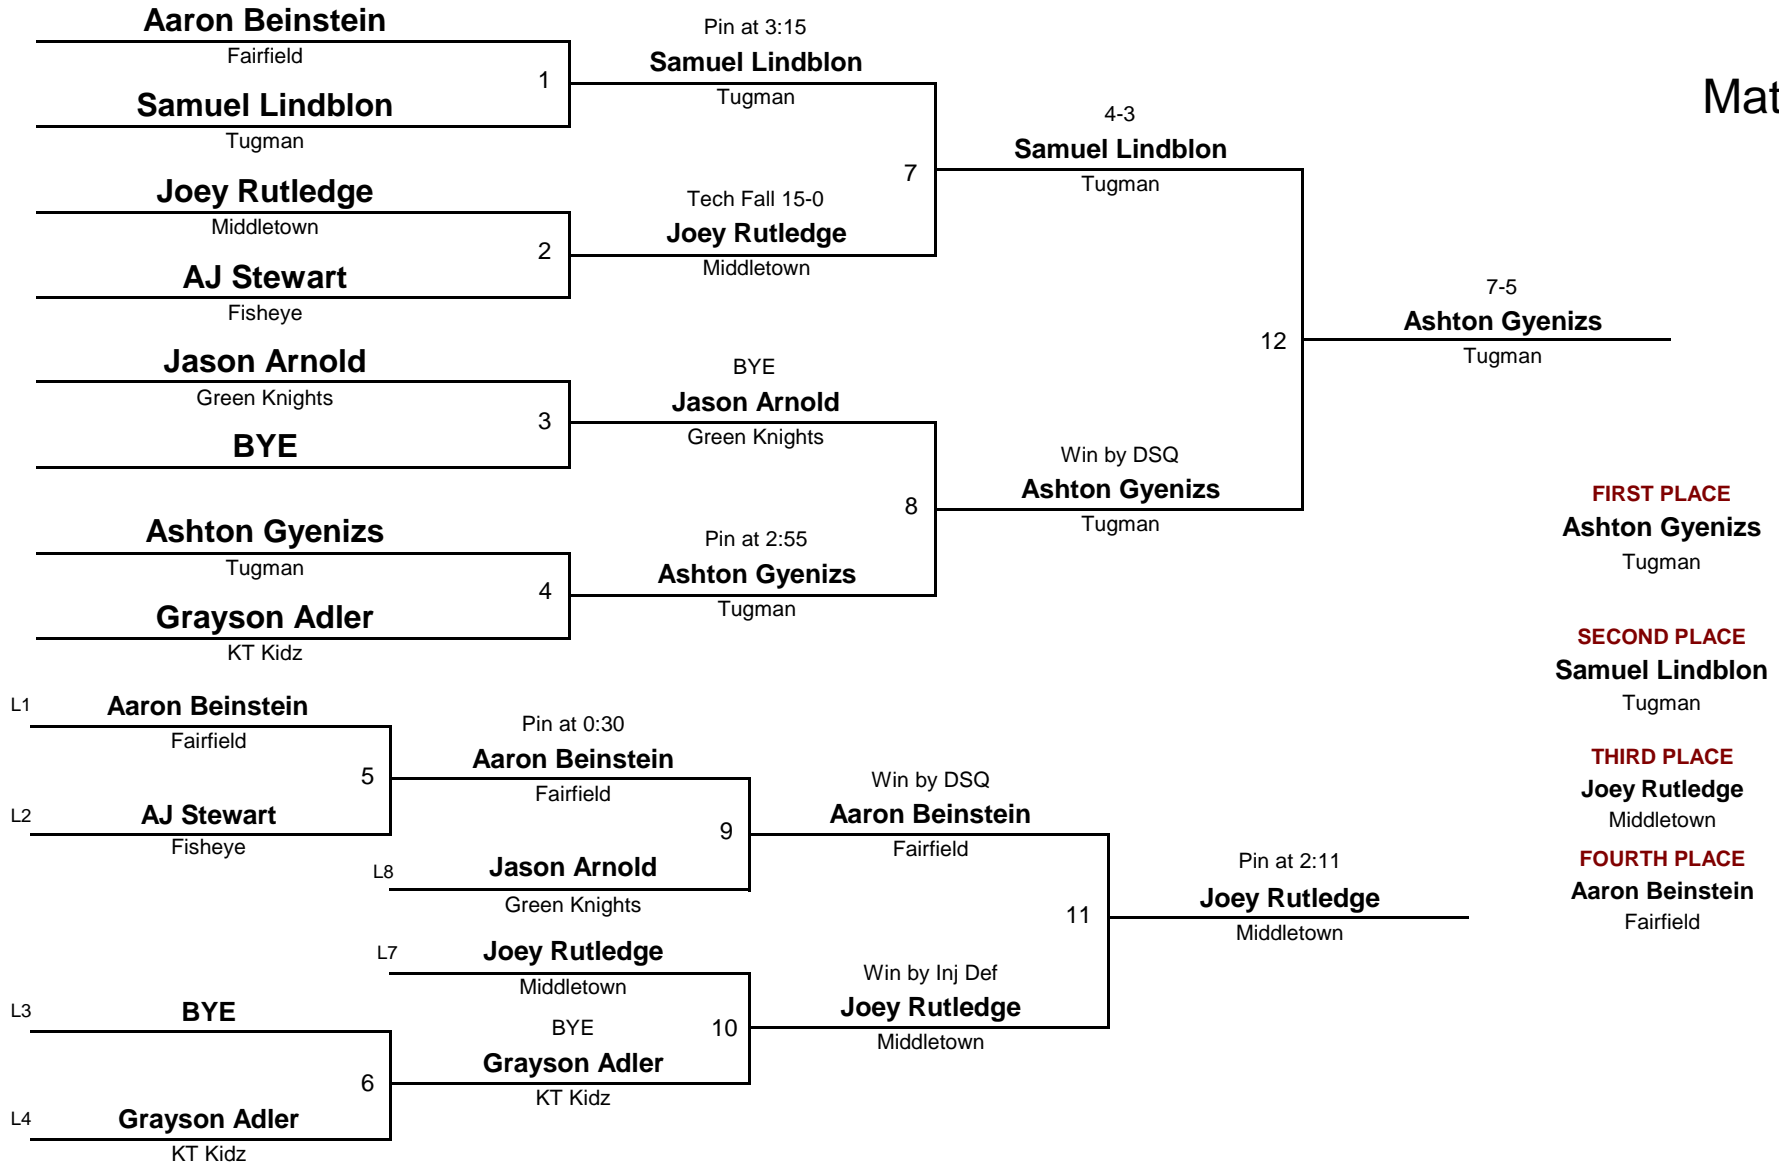 Aaron Beinstein
Fairfield
1
Samuel Lindblon
Tugman
Joey Rutledge
Middletown
2
AJ Stewart
Fisheye
Jason Arnold
Green Knights
3
BYE
Ashton Gyenizs
Tugman
4
Grayson Adler
KT Kidz
Pin at 3:15
Samuel Lindblon
Tugman
7
Tech Fall 15-0
Joey Rutledge
Middletown
BYE
Jason Arnold
Green Knights
8
Pin at 2:55
Ashton Gyenizs
Tugman
4-3
Samuel Lindblon
Tugman
12
Win by DSQ
Ashton Gyenizs
Tugman
7-5
Ashton Gyenizs
Tugman
Mat
FIRST PLACE
Ashton Gyenizs
Tugman
SECOND PLACE
Samuel Lindblon
Tugman
THIRD PLACE
Joey Rutledge
Middletown
FOURTH PLACE
Aaron Beinstein
Fairfield
L1 Aaron Beinstein
Fairfield
5
L2 AJ Stewart
Fisheye
L3 BYE
6
L4 Grayson Adler
KT Kidz
Pin at 0:30
Aaron Beinstein
Fairfield
9
L8 Jason Arnold
Green Knights
L7 Joey Rutledge
Middletown
10
BYE
Grayson Adler
KT Kidz
Win by DSQ
Aaron Beinstein
Fairfield
11
Win by Inj Def
Joey Rutledge
Middletown
Pin at 2:11
Joey Rutledge
Middletown